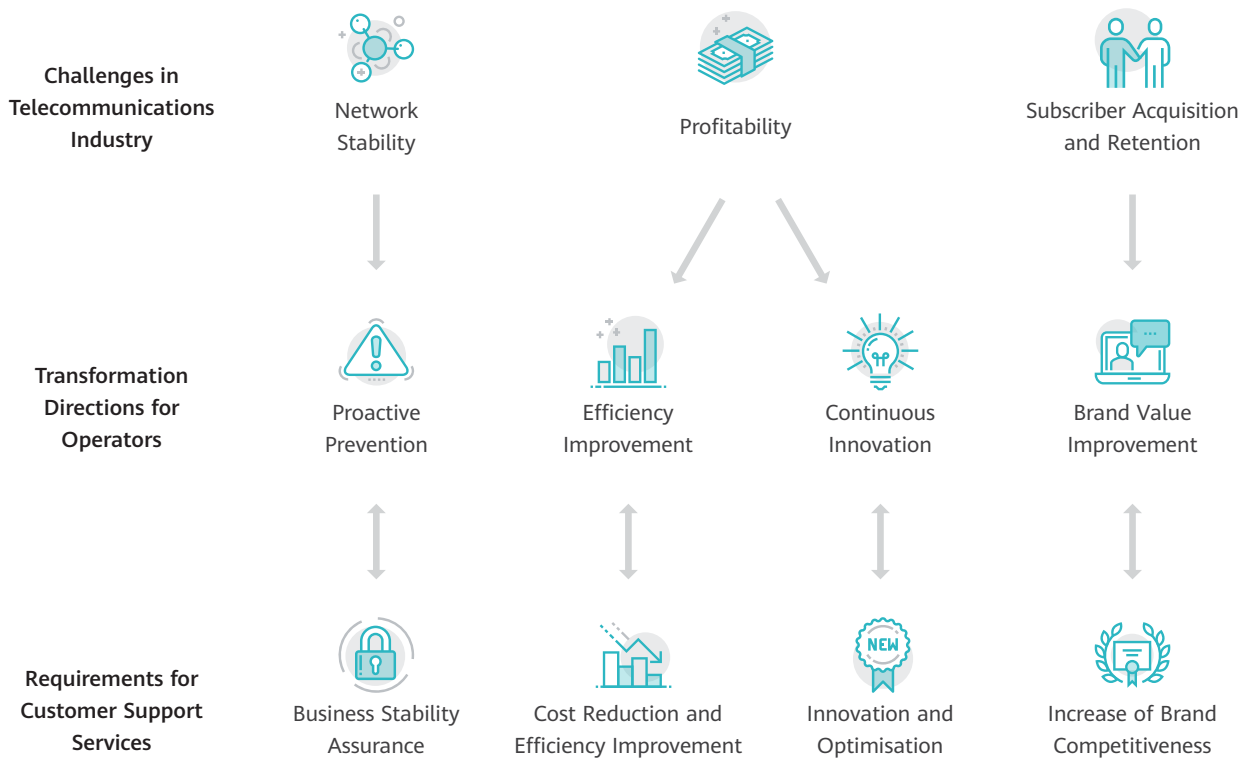 Challenges in
Telecommunications
Industry
Network
Stability
Profitability
Subscriber Acquisition
and Retention
Transformation
Directions for
Operators
Proactive
Prevention
Efficiency
Improvement
Continuous
Innovation
Brand Value
Improvement
Requirements for
Customer Support
Services
Business Stability
Assurance
Cost Reduction and
Efficiency Improvement
NEW
Innovation and
Optimisation
Increase of Brand
Competitiveness